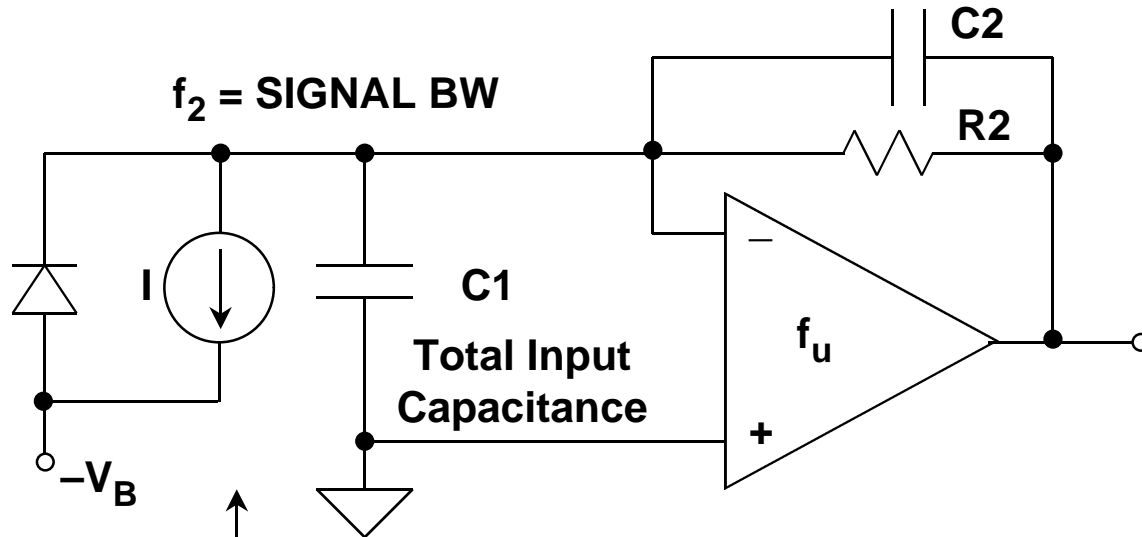 C2
f2 = SIGNAL BW
R2
–
I
C1
fu
Total Input
Capacitance
+
–VB